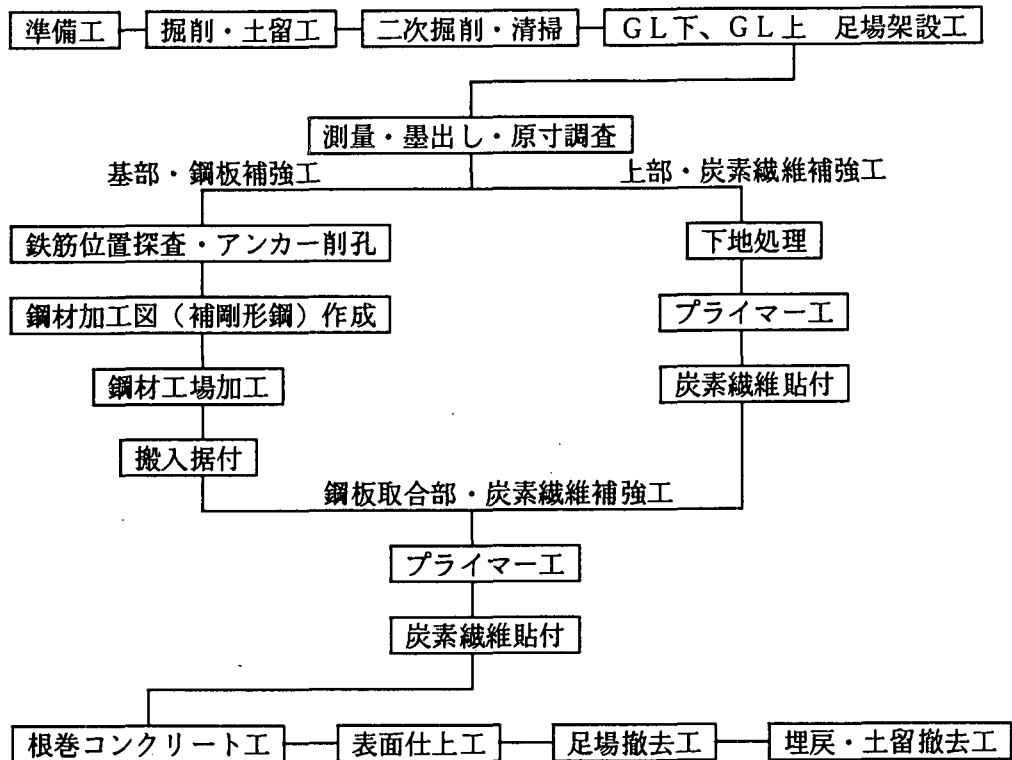 準備工 掘削・土留工 二次掘削・清掃 GL下、GL上 足場架設工
測量・墨出し・原寸調査
基部・鋼板補強工 上部・炭素繊維補強工
鉄筋位置探査・アンカー削孔 下地処理
鋼材加工図(補剛形鋼)作成 プライマー工
鋼材工場加工 炭素繊維貼付
搬入据付
鋼板取合部・炭素繊維補強工
プライマー工
炭素繊維貼付
根巻コンクリート工 表面仕上工 足場撤去工 埋戻・土留撤去工